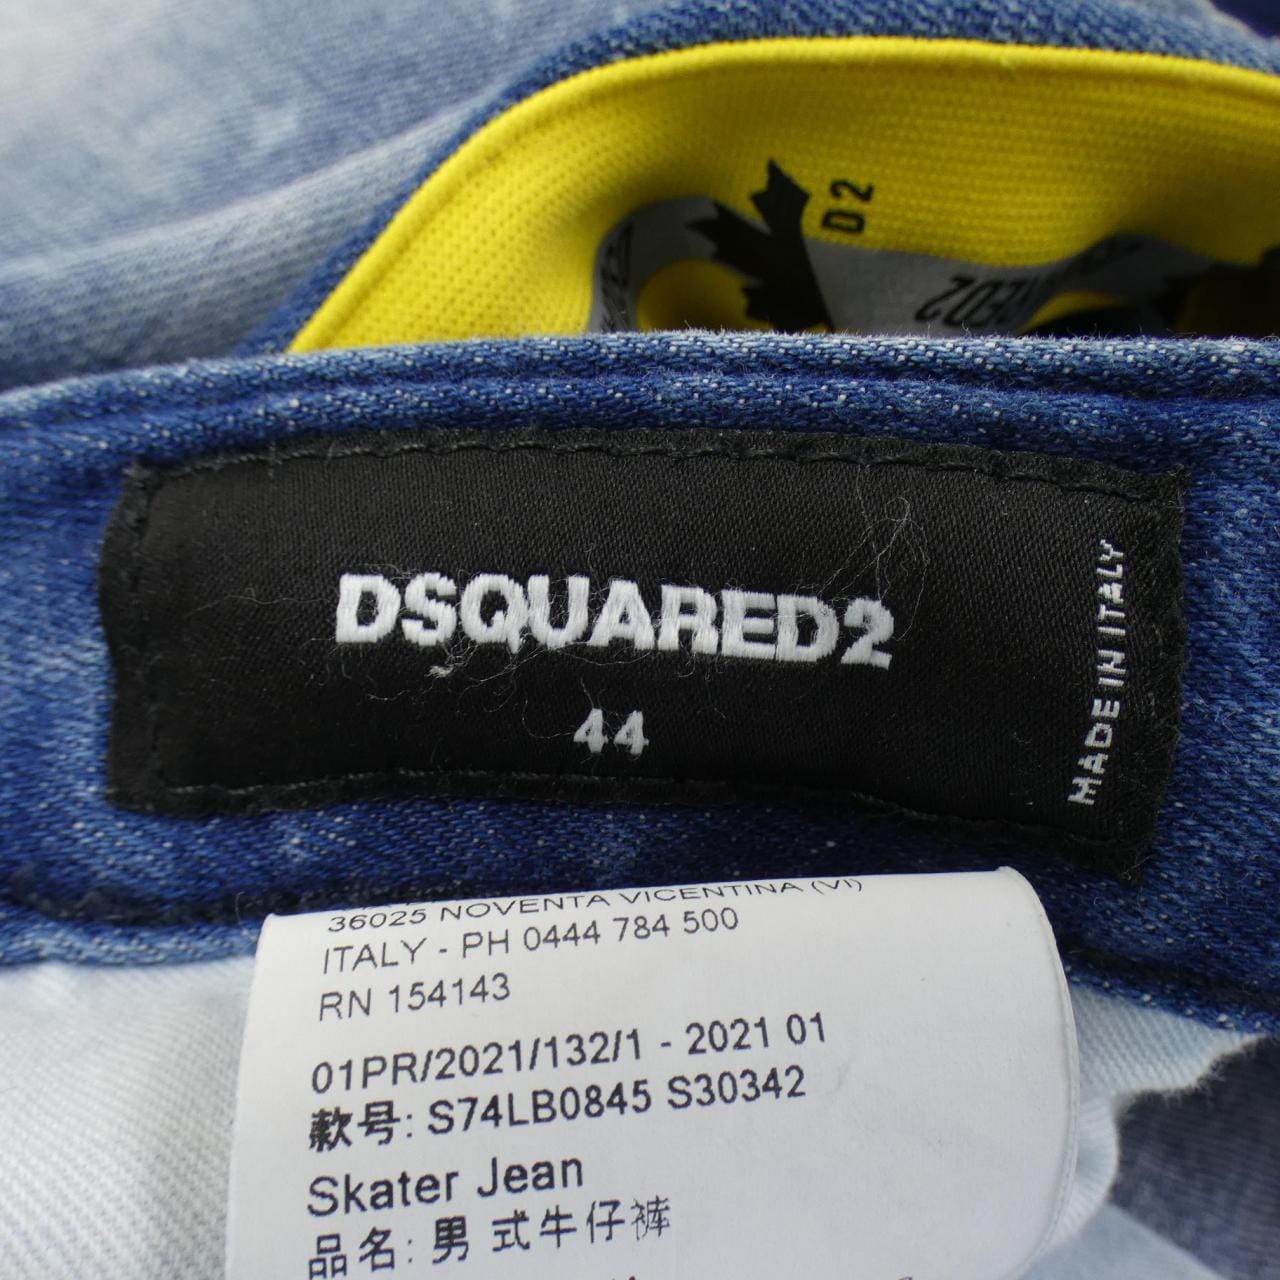 D2
DSQUARED2
44
MADE IN ITALY
36025 NOVENTA VICENTINA (VI)
ITALY - PH 0444 784 500
RN 154143
01PR/2021/132/1 - 2021 01
款号: S74LB0845 S30342
Skater Jean
品名: 男 式牛仔裤